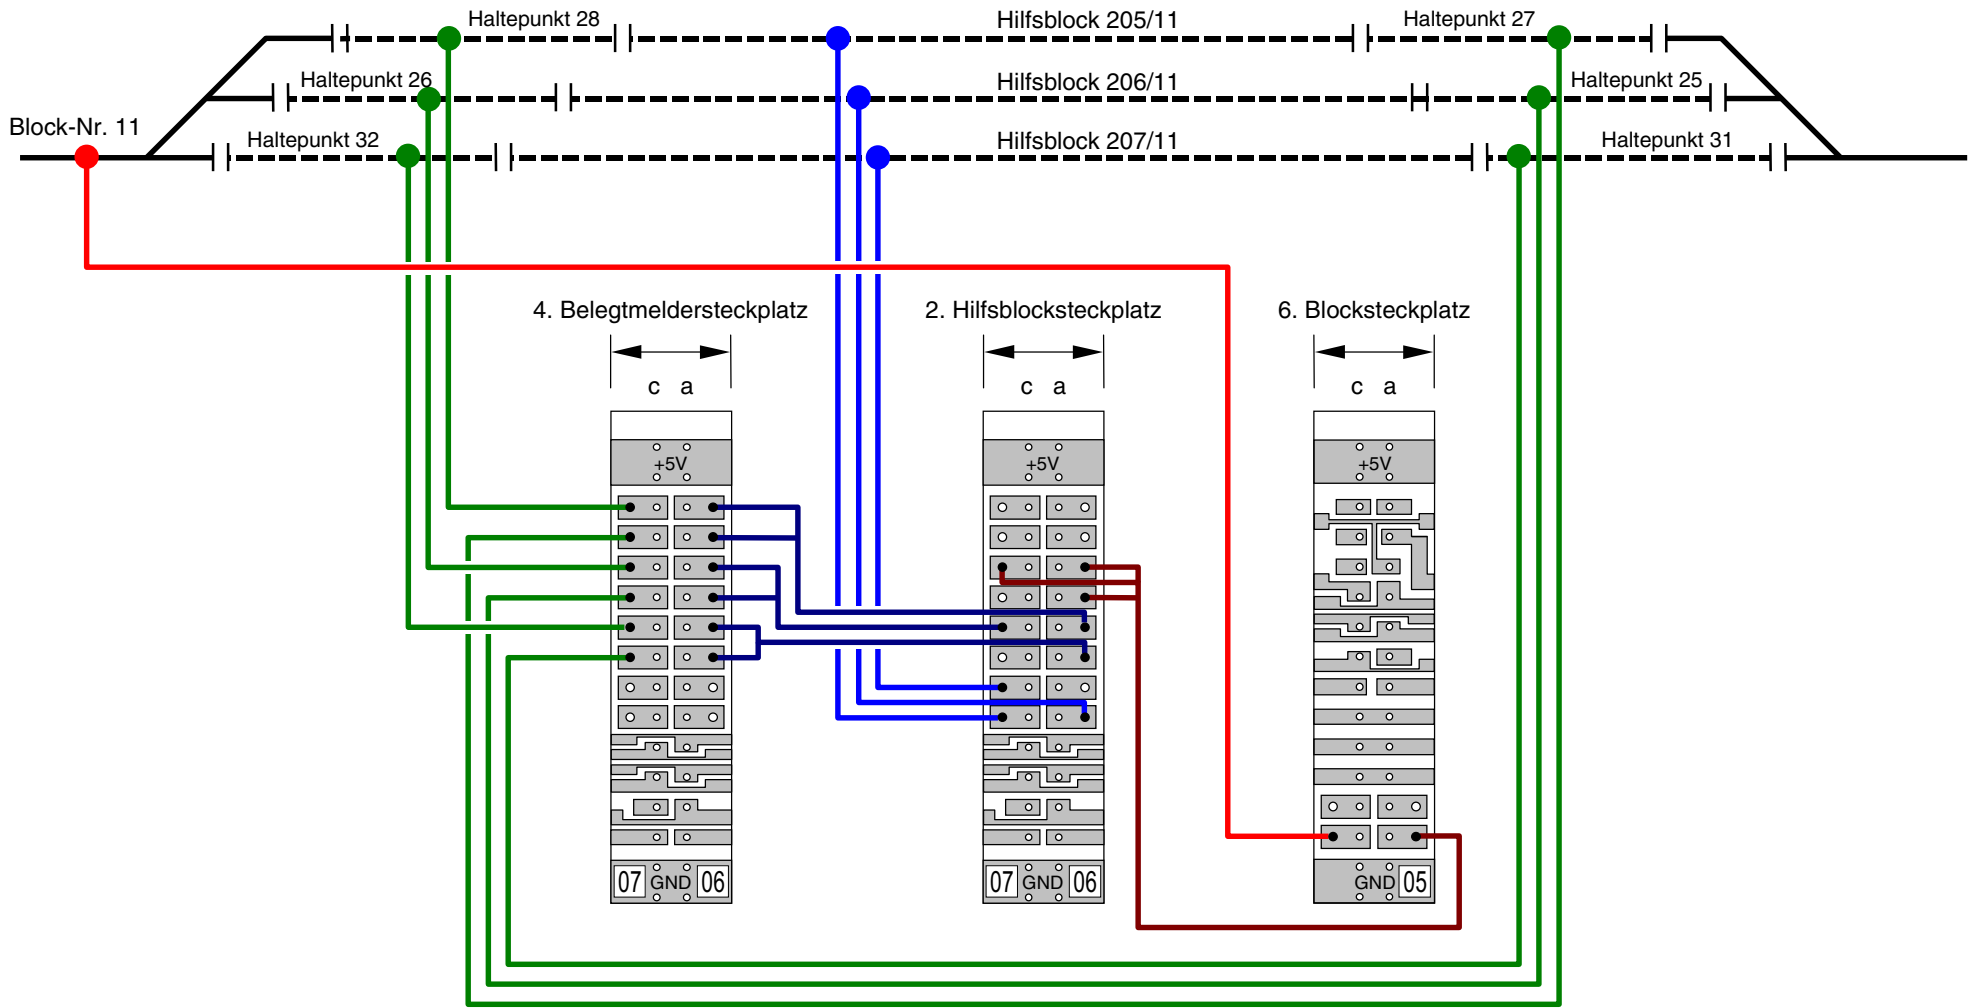 Haltepunkt 28 Hilfsblock 205/11 Haltepunkt 27
Haltepunkt 26 Hilfsblock 206/11 Haltepunkt 25
Block-Nr. 11
Haltepunkt 32 Hilfsblock 207/11 Haltepunkt 31
4. Belegtmeldersteckplatz 2. Hilfsblocksteckplatz 6. Blocksteckplatz
c a c a c a
+5V +5V +5V
07 GND 06 07 GND 06 GND 05